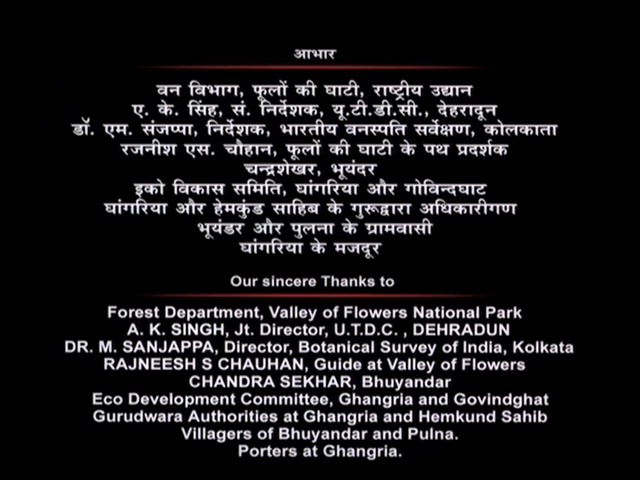 आभार
वन विभाग, फूलों की घाटी, राष्ट्रीय उद्यान
ए. के. सिंह, सं. निर्देशक, यू.टी.डी.सी., देहरादून
डॉ. एम. संजप्पा, निर्देशक, भारतीय वनस्पति सर्वेक्षण, कोलकाता
रजनीश एस. चौहान, फूलों की घाटी के पथ प्रदर्शक
चन्द्रशेखर, भूयंदर
इको विकास समिति, घांगरिया और गोविन्दघाट
घांगरिया और हेमकुंड साहिब के गुरूद्वारा अधिकारीगण
भूयंडर और पुलना के ग्रामवासी
घांगरिया के मजदूर
Our sincere Thanks to
Forest Department, Valley of Flowers National Park
A. K. SINGH, Jt. Director, U.T.D.C. , DEHRADUN
DR. M. SANJAPPA, Director, Botanical Survey of India, Kolkata
RAJNEESH S CHAUHAN, Guide at Valley of Flowers
CHANDRA SEKHAR, Bhuyandar
Eco Development Committee, Ghangria and Govindghat
Gurudwara Authorities at Ghangria and Hemkund Sahib
Villagers of Bhuyandar and Pulna.
Porters at Ghangria.